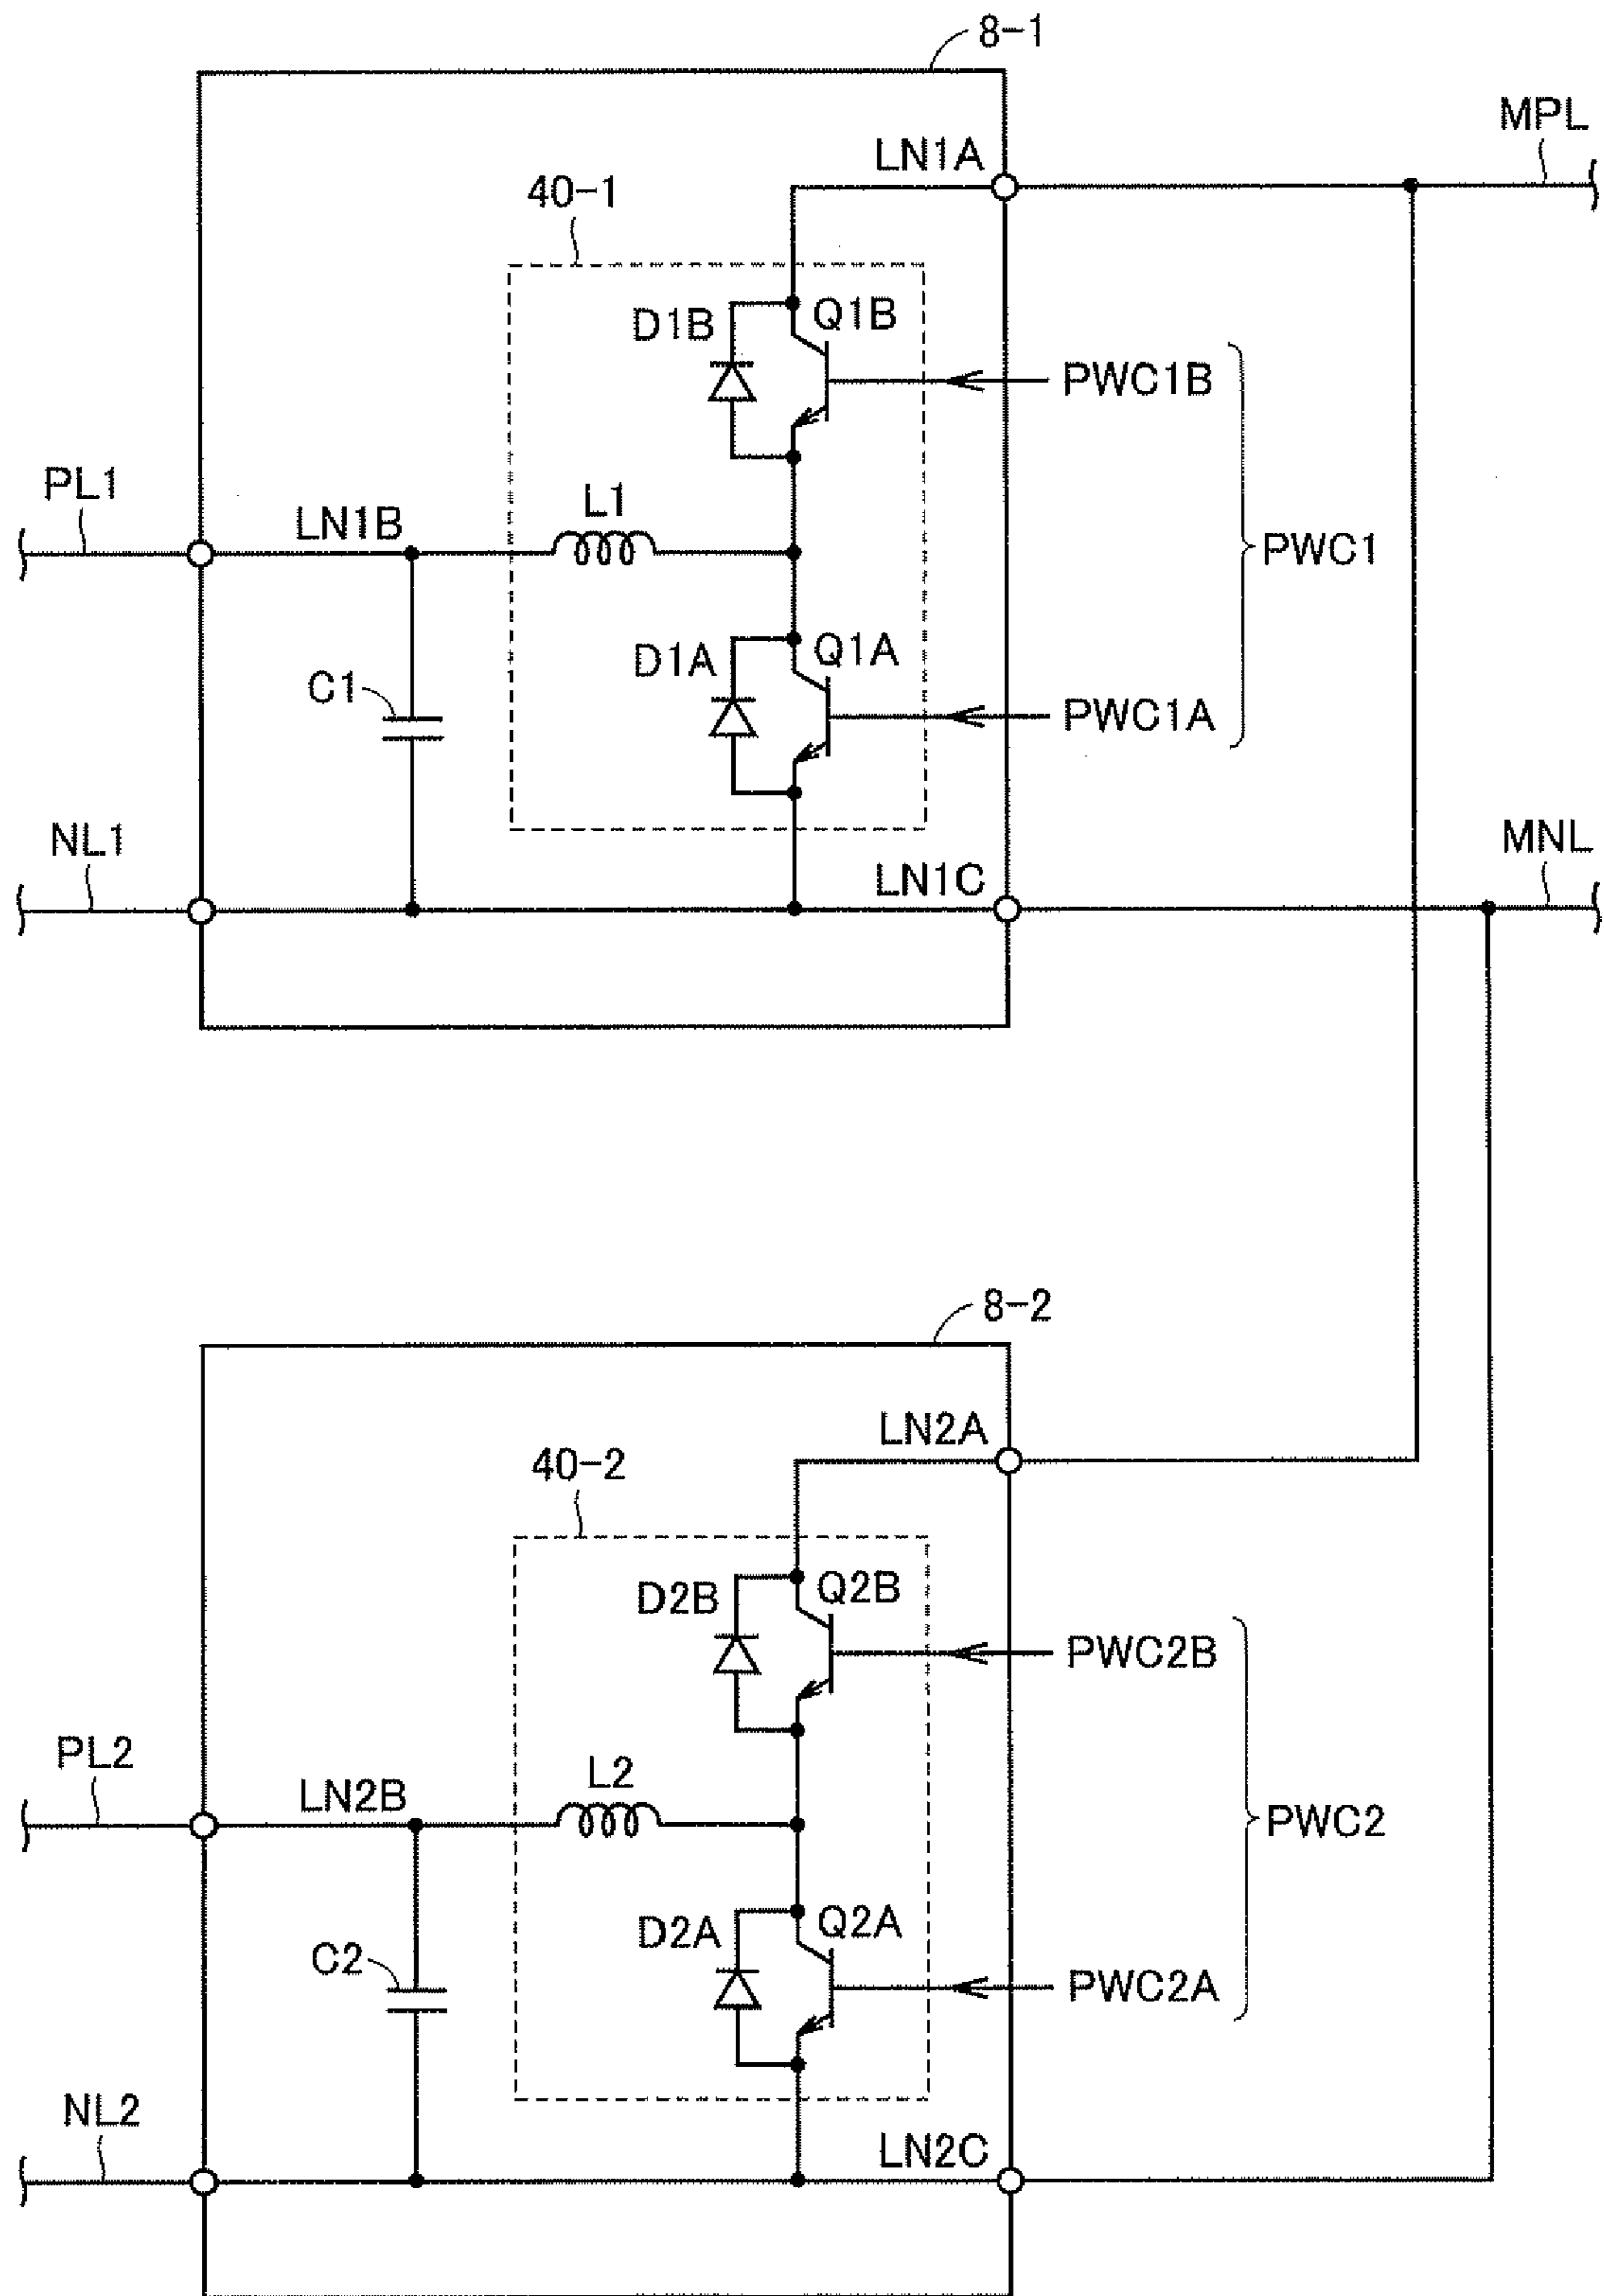 8-1
MPL
LN1A
40-1
D1B
Q1B
PWC1B
PL1
LN1B
L1
PWC1
D1A
Q1A
C1
PWC1A
NL1
LN1C
MNL
8-2
LN2A
40-2
D2B
Q2B
PWC2B
PL2
LN2B
L2
PWC2
D2A
Q2A
C2
PWC2A
NL2
LN2C